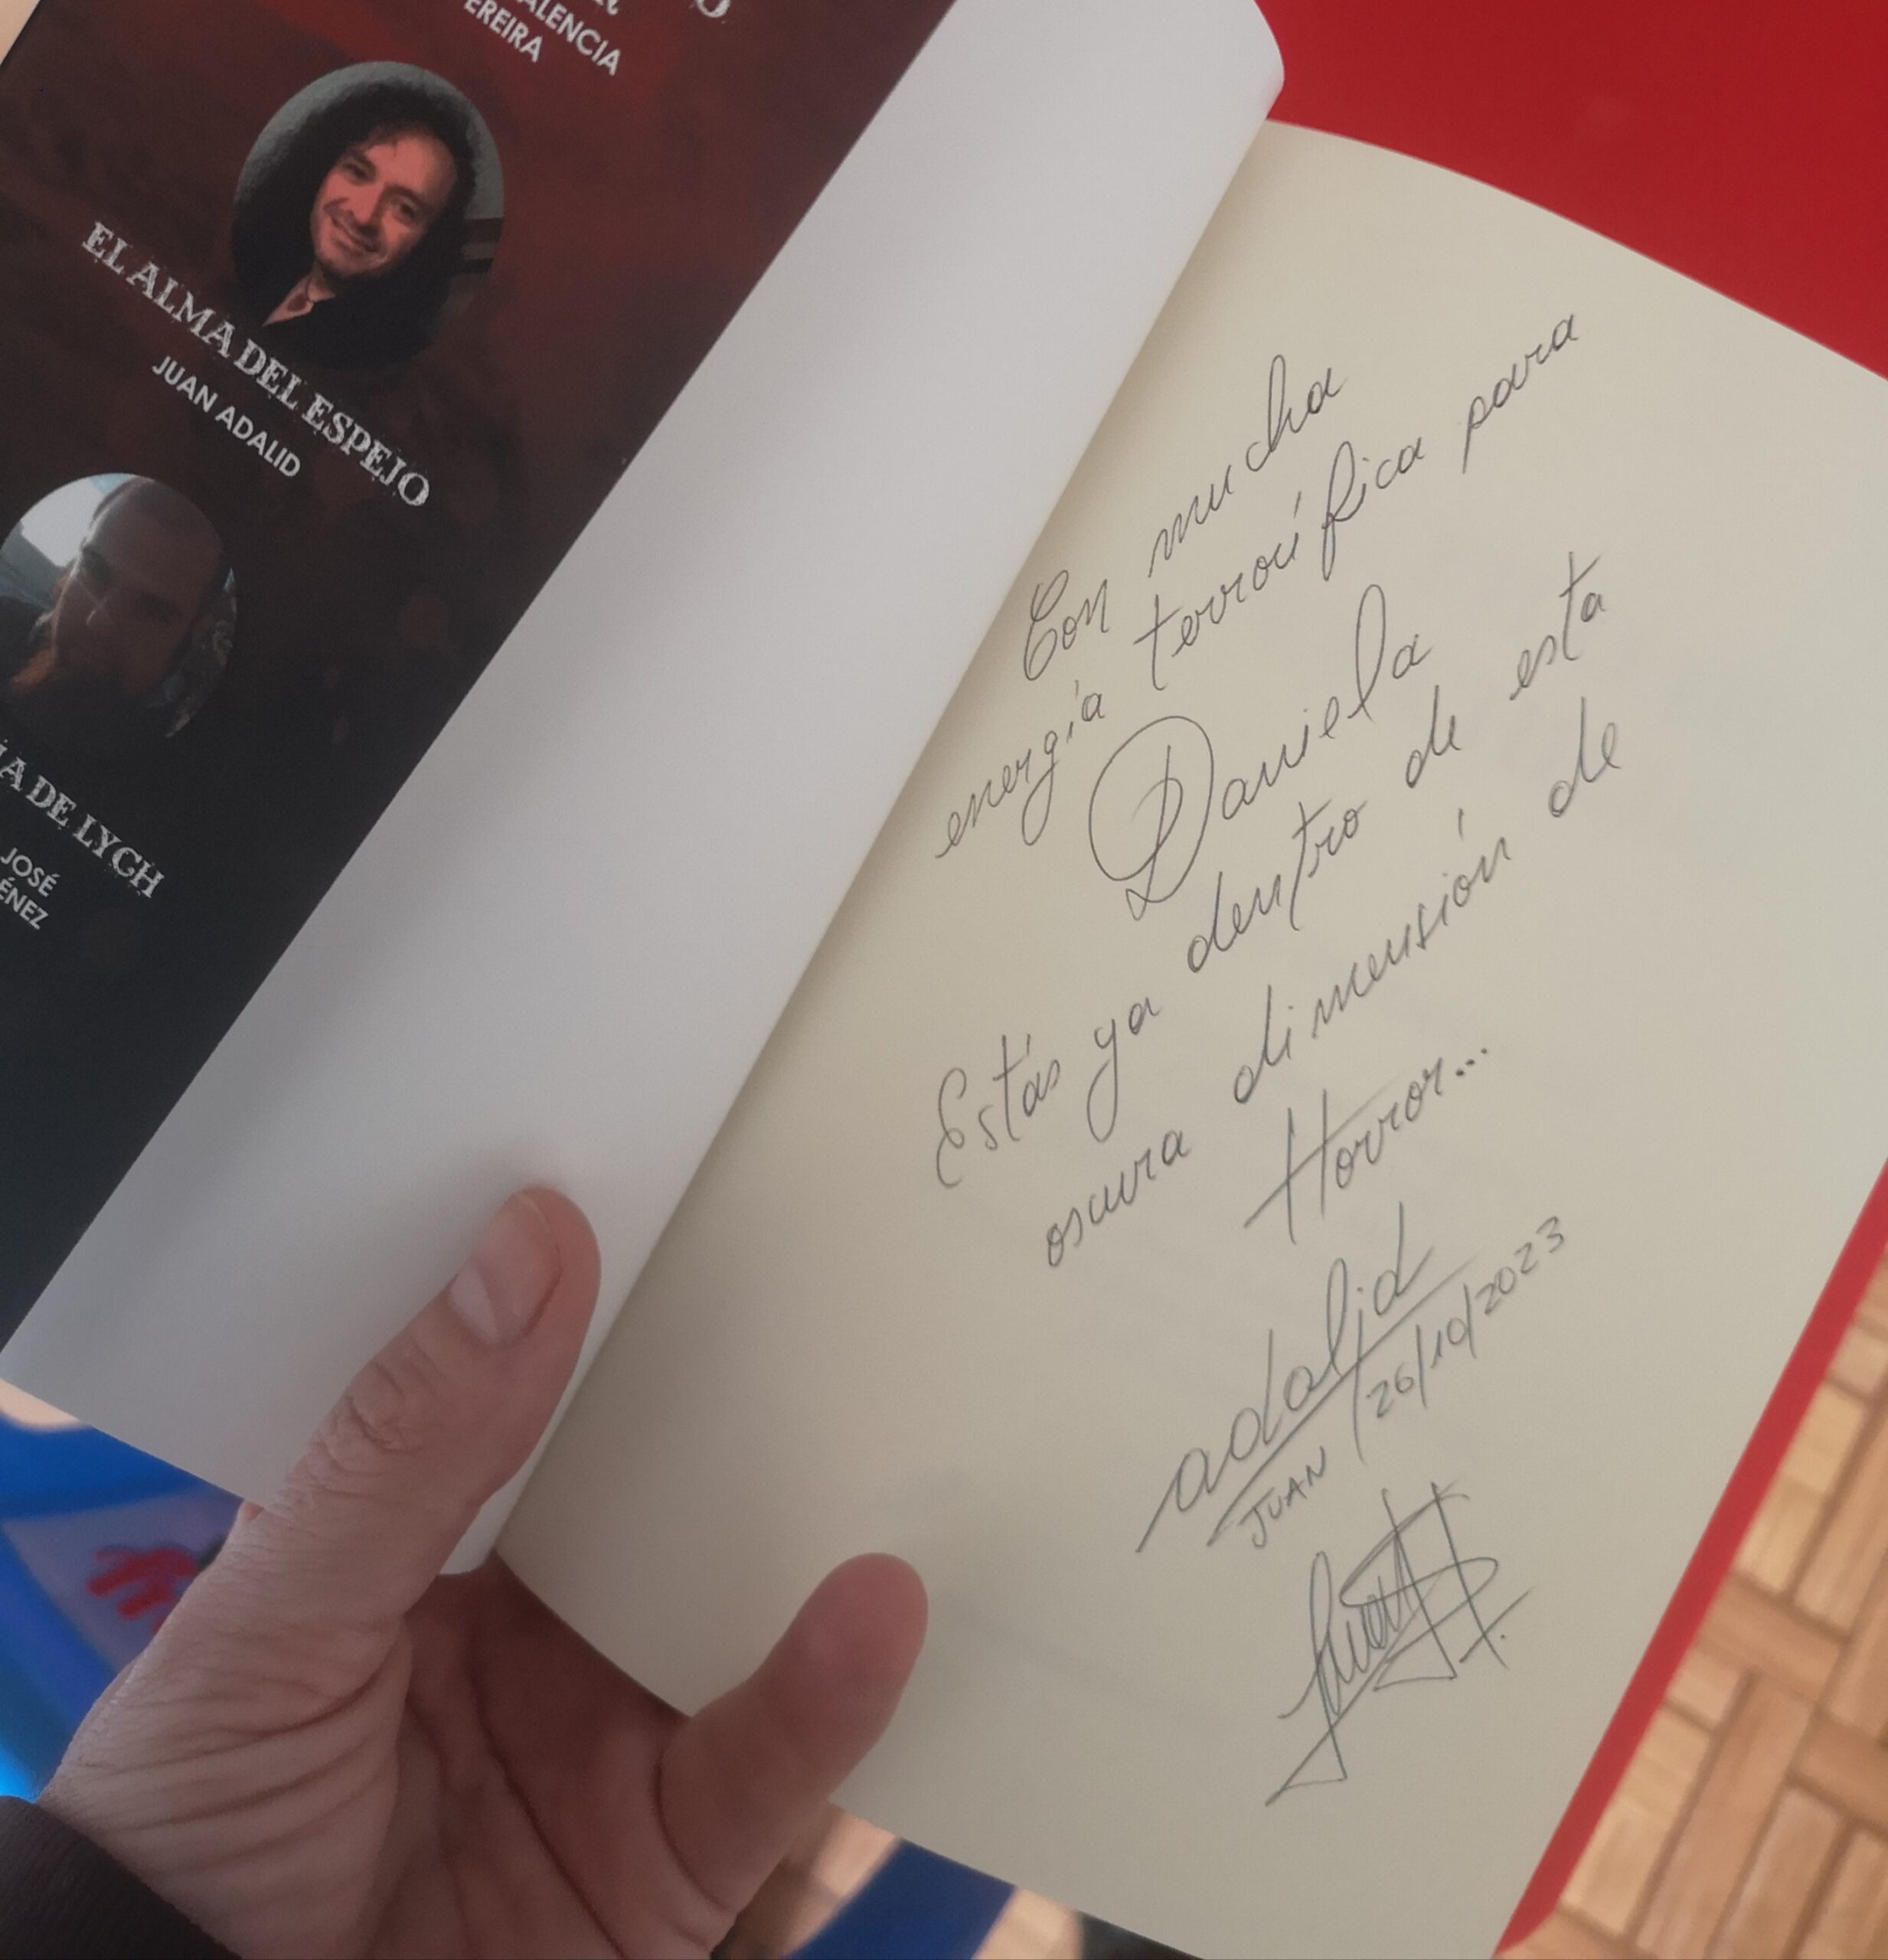 ALENCIA
EREIRA
EL ALMA DEL ESPEJO
JUAN ADALID
A DE LYCH
JOSÉ
ÉNEZ
Con mucha
energía terrorífica para
Daniela
Estás ya dentro de esta
oscura dimensión de
Horror...
adalid
JUAN 26/10/2023